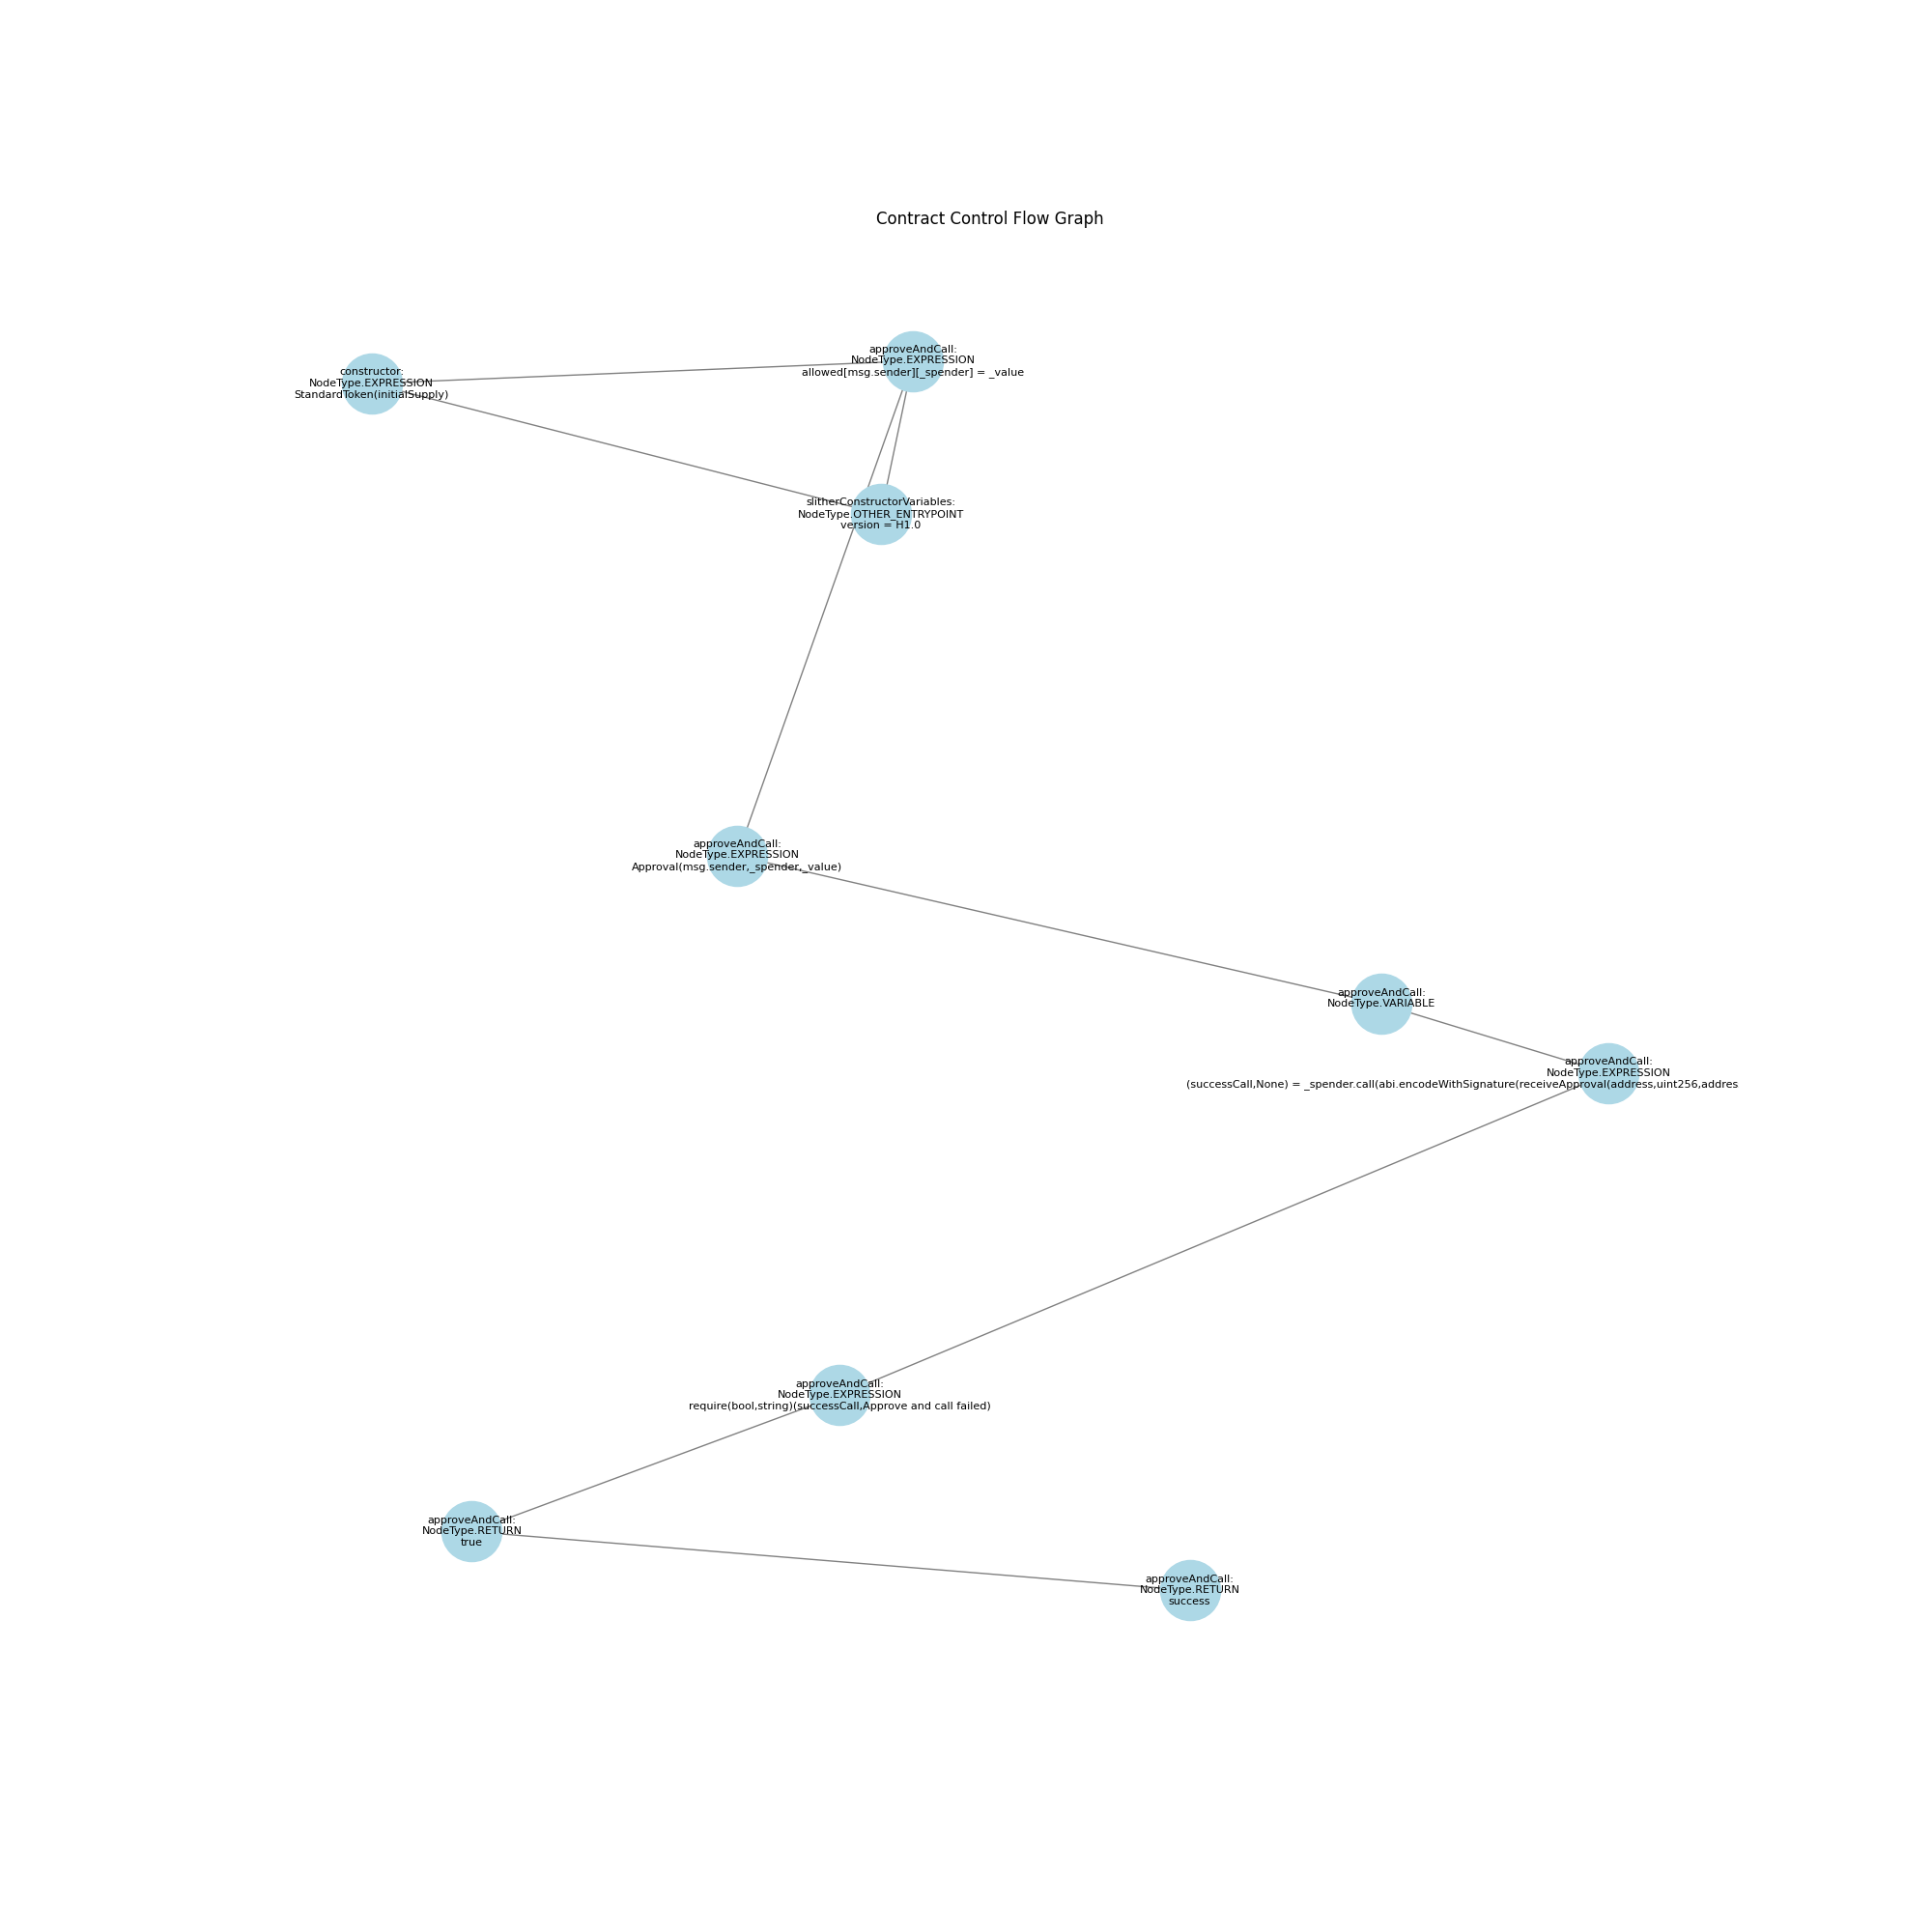 Contract Control Flow Graph
approveAndCall:
NodeType.EXPRESSION
allowed[msg.sender][_spender] = _value
constructor:
NodeType.EXPRESSION
StandardToken(initialSupply)
slitherConstructorVariables:
NodeType.OTHER_ENTRYPOINT
version = H1.0
approveAndCall:
NodeType.EXPRESSION
Approval(msg.sender,_spender,_value)
approveAndCall:
NodeType.VARIABLE
approveAndCall:
NodeType.EXPRESSION
(successCall,None) = _spender.call(abi.encodeWithSignature(receiveApproval(address,uint256,addres
approveAndCall:
NodeType.EXPRESSION
require(bool,string)(successCall,Approve and call failed)
approveAndCall:
NodeType.RETURN
true
approveAndCall:
NodeType.RETURN
success